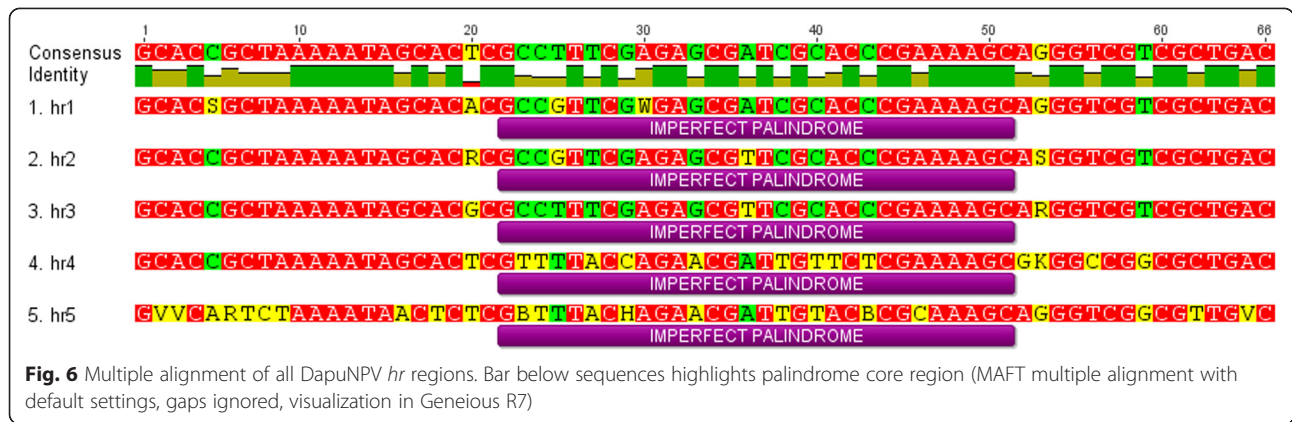 1 10 20 30 40 50 60 66
Consensus GCACCGCTAAAAATAGCACTCGCCTTTCGAGAGCGATCGCACCCGAAAAGCAGGGTCGTCGCTGAC
Identity
1. hr1 GCACSGCTAAAAATAGCACACGCCGTTCGWGAGCGATCGCACCCGAAAAGCAGGGTCGTCGCTGAC
IMPERFECT PALINDROME
2. hr2 GCACCGCTAAAAATAGCACRCGCCGTTCGAGAGCGTTCGCACCCGAAAAGCASGGTCGTCGCTGAC
IMPERFECT PALINDROME
3. hr3 GCACCGCTAAAAATAGCACGCGCCTTTCGAGAGCGTTCGCACCCGAAAAGCARGGTCGTCGCTGAC
IMPERFECT PALINDROME
4. hr4 GCACCGCTAAAAATAGCACTCGTTTTACCAGAACGATTGTTCTCGAAAAGCGKGGCCGGCGCTGAC
IMPERFECT PALINDROME
5. hr5 GVVCARTCTAAAATAACTCTCGBTTTACHAGAACGATTGTACBCGCAAAGCAGGGTCGGCGTTGVC
IMPERFECT PALINDROME
Fig. 6 Multiple alignment of all DapuNPV hr regions. Bar below sequences highlights palindrome core region (MAFT multiple alignment with
default settings, gaps ignored, visualization in Geneious R7)